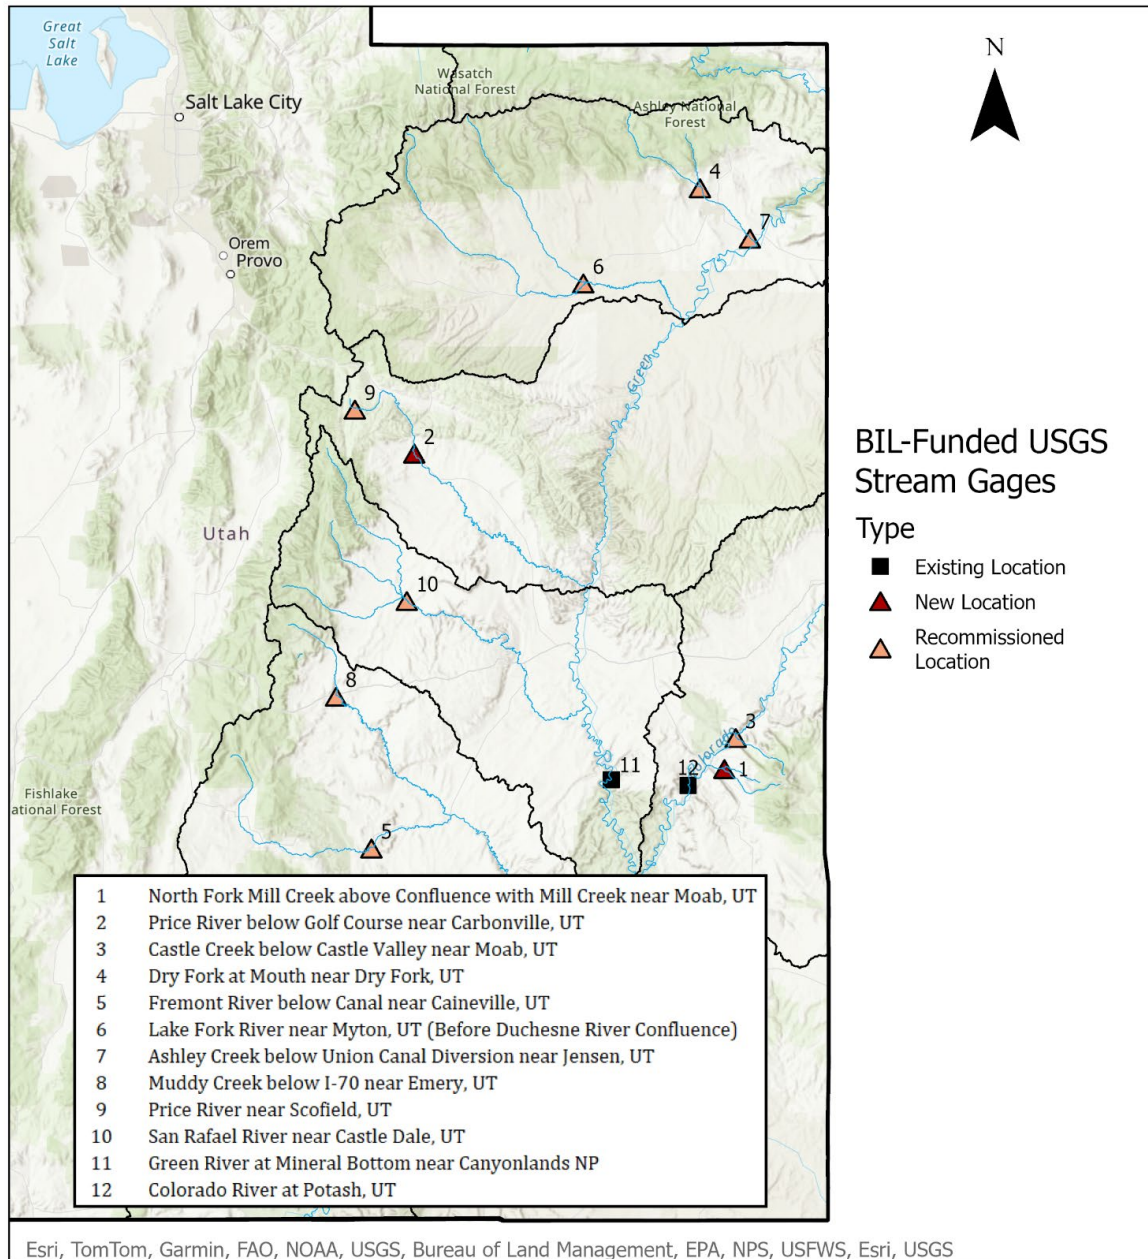 Great
Salt
Lake
Salt Lake City
Wasatch
National Forest
Ashley National
Forest
N
4
7
Orem
Provo
6
Green
9
2
Utah
10
8
3
11
12
1
Fishlake
ational Forest
5
BIL-Funded USGS
Stream Gages
Type
Existing Location
New Location
Recommissioned
Location
1 North Fork Mill Creek above Confluence with Mill Creek near Moab, UT
2 Price River below Golf Course near Carbonville, UT
3 Castle Creek below Castle Valley near Moab, UT
4 Dry Fork at Mouth near Dry Fork, UT
5 Fremont River below Canal near Caineville, UT
6 Lake Fork River near Myton, UT (Before Duchesne River Confluence)
7 Ashley Creek below Union Canal Diversion near Jensen, UT
8 Muddy Creek below I-70 near Emery, UT
9 Price River near Scofield, UT
10 San Rafael River near Castle Dale, UT
11 Green River at Mineral Bottom near Canyonlands NP
12 Colorado River at Potash, UT
Esri, TomTom, Garmin, FAO, NOAA, USGS, Bureau of Land Management, EPA, NPS, USFWS, Esri, USGS